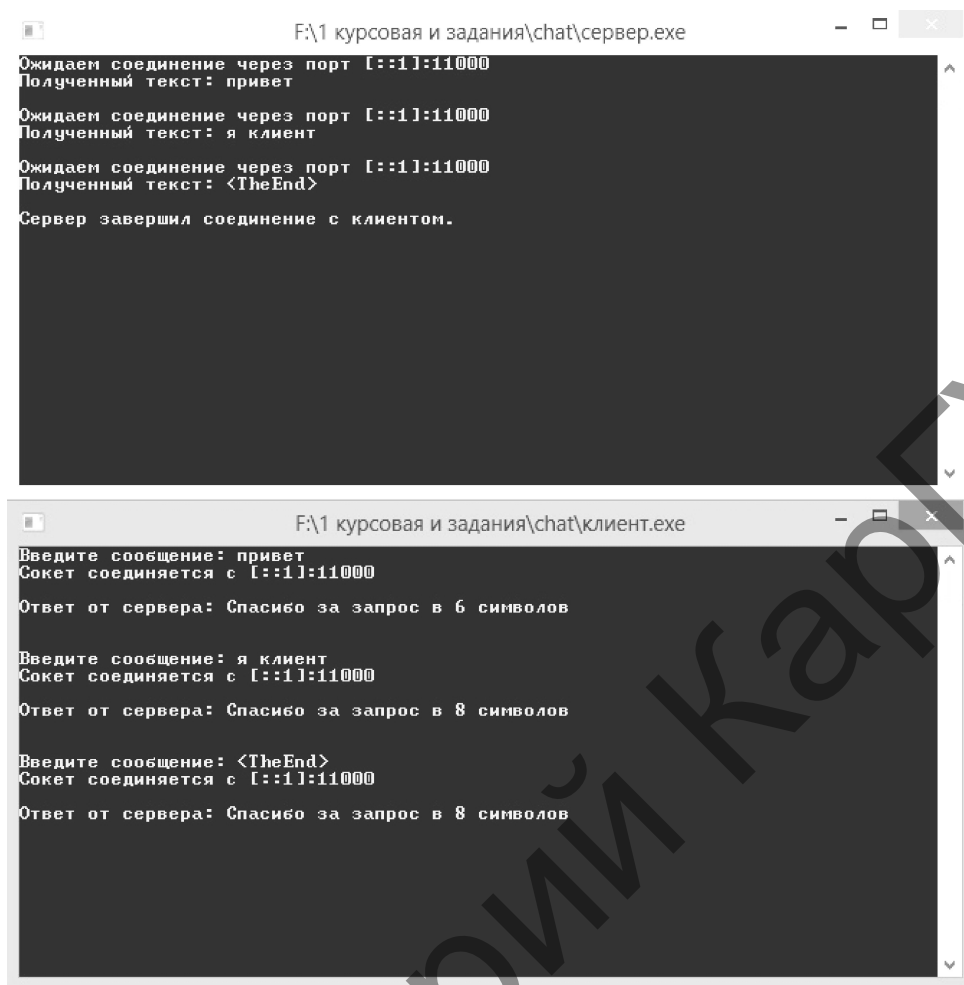 F:\1 курсовая и задания\chat\сервер.exe
Ожидаем соединение через порт [::1]:11000
Полученный текст: привет
Ожидаем соединение через порт [::1]:11000
Полученный текст: я клиент
Ожидаем соединение через порт [::1]:11000
Полученный текст: <TheEnd>
Сервер завершил соединение с клиентом.
F:\1 курсовая и задания\chat\клиент.exe
Введите сообщение: привет
Сокет соединяется с [::1]:11000
Ответ от сервера: Спасибо за запрос в 6 символов
Введите сообщение: я клиент
Сокет соединяется с [::1]:11000
Ответ от сервера: Спасибо за запрос в 8 символов
Введите сообщение: <TheEnd>
Сокет соединяется с [::1]:11000
Ответ от сервера: Спасибо за запрос в 8 символов